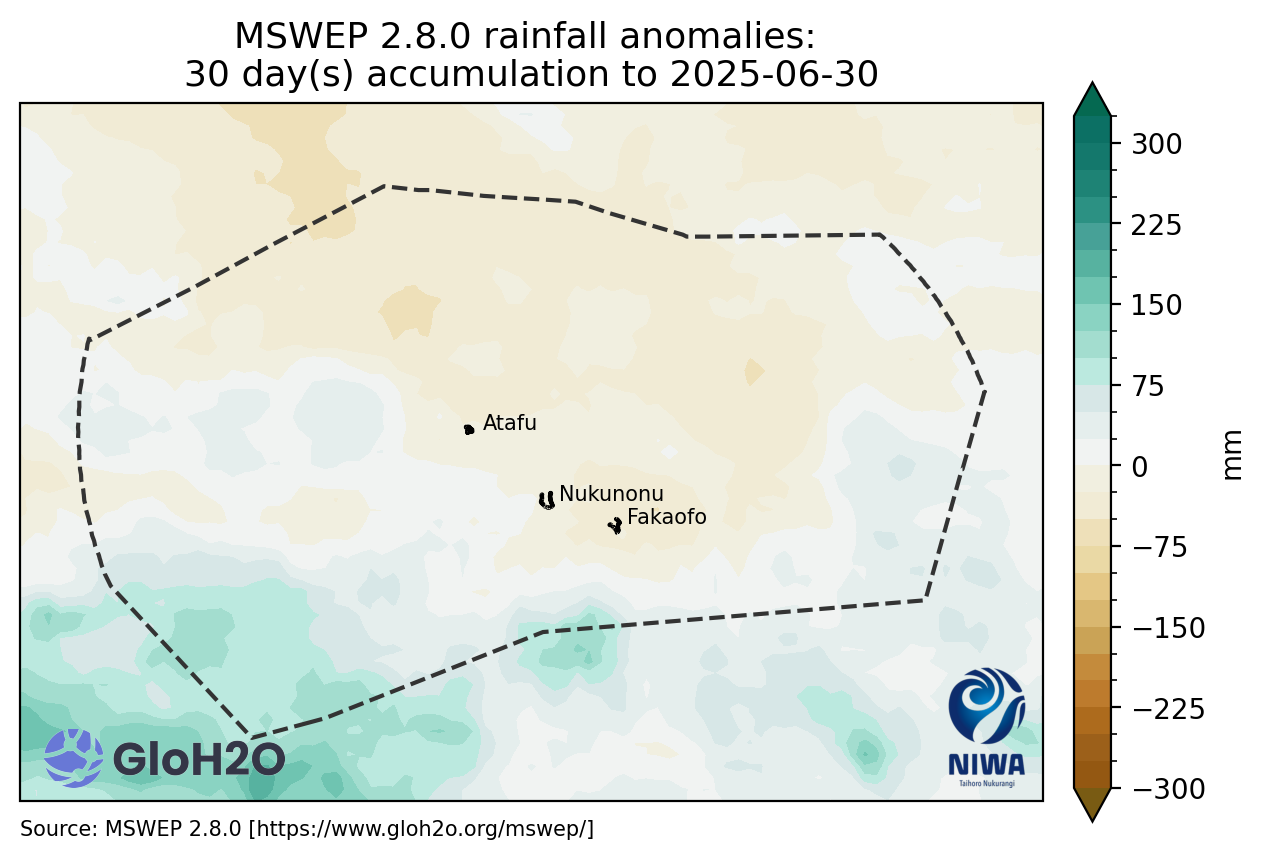 MSWEP 2.8.0 rainfall anomalies:
30 day(s) accumulation to 2025-06-30
300
225
150
75
0
−75
−150
−225
−300
mm
Atafu
Nukunonu
Fakaofo
GloH2O
NIWA
Taihoro Nukurangi
Source: MSWEP 2.8.0 [https://www.gloh2o.org/mswep/]